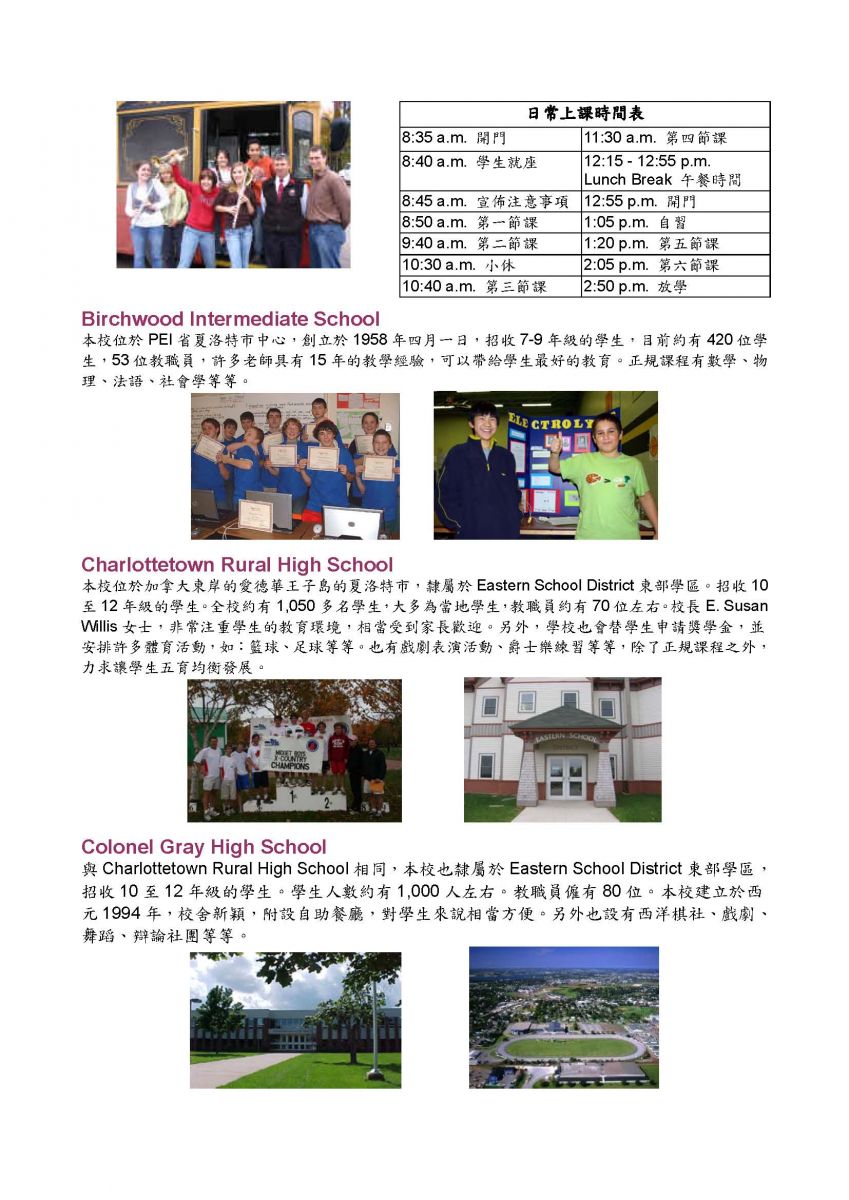 日常上課時間表
8:35 a.m. 開門 11:30 a.m. 第四節課
8:40 a.m. 學生就座 12:15 - 12:55 p.m.
Lunch Break 午餐時間
8:45 a.m. 宣佈注意事項 12:55 p.m. 開門
8:50 a.m. 第一節課 1:05 p.m. 自習
9:40 a.m. 第二節課 1:20 p.m. 第五節課
10:30 a.m. 小休 2:05 p.m. 第六節課
10:40 a.m. 第三節課 2:50 p.m. 放學
Birchwood Intermediate School
本校位於 PEI 省夏洛特市中心，創立於 1958 年四月一日，招收 7-9 年級的學生，目前約有 420 位學
生，53 位教職員，許多老師具有 15 年的教學經驗，可以帶給學生最好的教育。正規課程有數學、物
理、法語、社會學等等。
ELECTROLY
Charlottetown Rural High School
本校位於加拿大東岸的愛德華王子島的夏洛特市，隸屬於 Eastern School District 東部學區。招收 10
至 12 年級的學生。全校約有 1,050 多名學生，大多為當地學生，教職員約有 70 位左右。校長 E. Susan
Willis 女士，非常注重學生的教育環境，相當受到家長歡迎。另外，學校也會替學生申請獎學金，並
安排許多體育活動，如：籃球、足球等等。也有戲劇表演活動、爵士樂練習等等，除了正規課程之外，
力求讓學生五育均衡發展。
MIDGET BOYS
X-COUNTRY
CHAMPIONS
1st
2nd
EASTERN SCHOOL
DISTRICT
Colonel Gray High School
與 Charlottetown Rural High School 相同，本校也隸屬於 Eastern School District 東部學區，
招收 10 至 12 年級的學生。學生人數約有 1,000 人左右。教職員僱有 80 位。本校建立於西
元 1994 年，校舍新穎，附設自助餐廳，對學生來說相當方便。另外也設有西洋棋社、戲劇、
舞蹈、辯論社團等等。